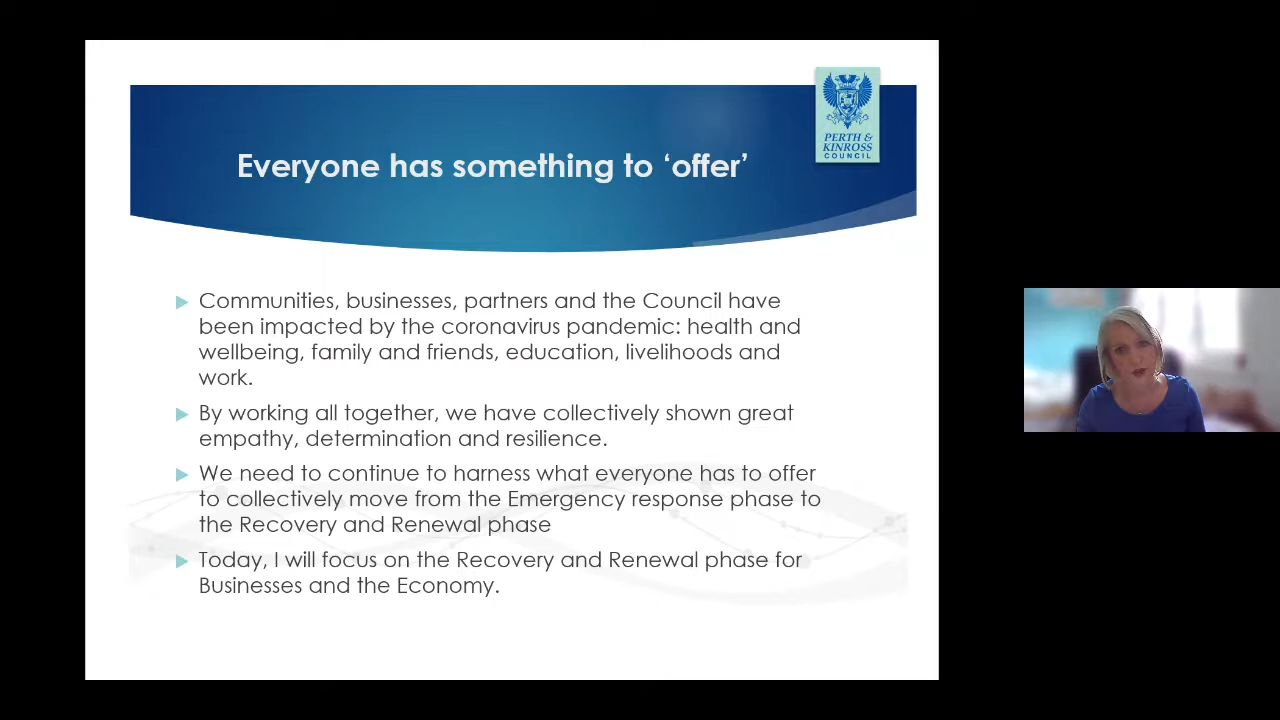 PERTH &
KINROSS
COUNCIL
Everyone has something to ‘offer’
Communities, businesses, partners and the Council have
been impacted by the coronavirus pandemic: health and
wellbeing, family and friends, education, livelihoods and
work.
By working all together, we have collectively shown great
empathy, determination and resilience.
We need to continue to harness what everyone has to offer
to collectively move from the Emergency response phase to
the Recovery and Renewal phase
Today, I will focus on the Recovery and Renewal phase for
Businesses and the Economy.